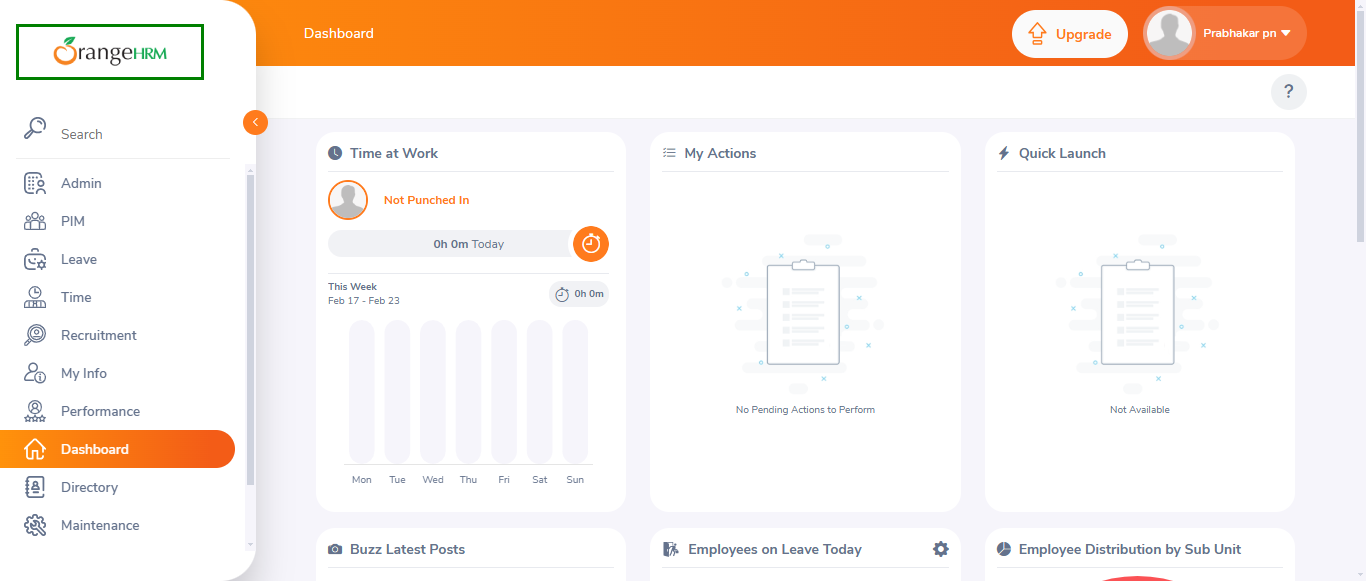 OrangeHRM
Search
Admin
PIM
Leave
Time
Recruitment
My Info
Performance
Dashboard
Directory
Maintenance
Dashboard
Upgrade
Prabhakar pn
?
Time at Work
Not Punched In
0h 0m Today
This Week
Feb 17 - Feb 23
0h 0m
Mon Tue Wed Thu Fri Sat Sun
My Actions
No Pending Actions to Perform
Quick Launch
Not Available
Buzz Latest Posts
Employees on Leave Today
Employee Distribution by Sub Unit